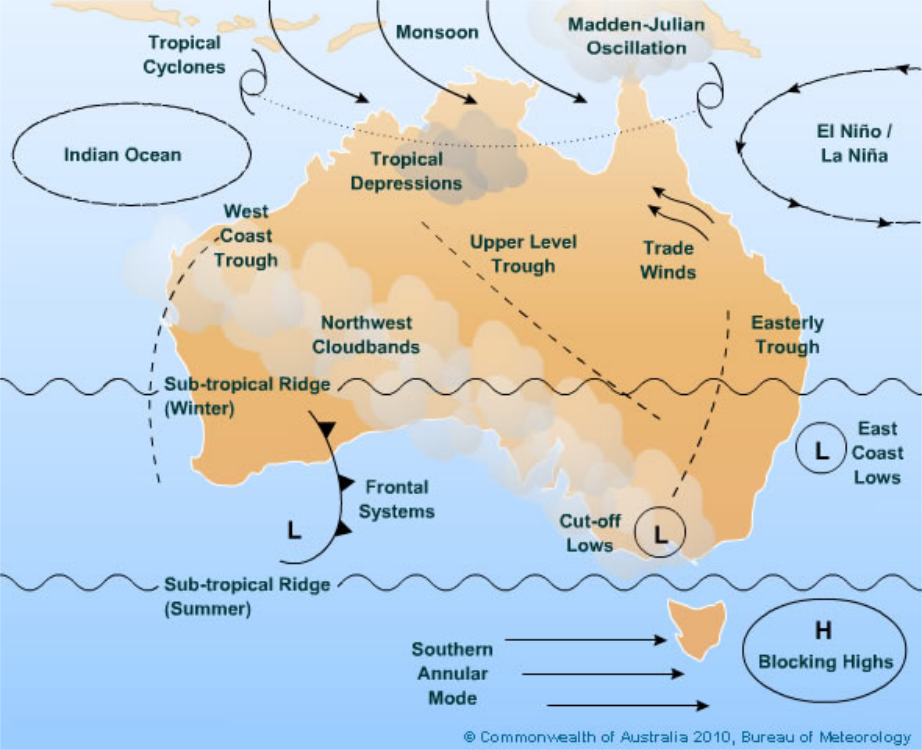 Madden-Julian
Oscillation
Monsoon
Tropical
Cyclones
El Niño /
La Niña
Indian Ocean
Tropical
Depressions
West
Coast
Trough
Upper Level
Trough
Trade
Winds
Northwest
Cloudbands
Easterly
Trough
Sub-tropical Ridge
(Winter)
East
Coast
Lows
L
Frontal
Systems
L
Cut-off
Lows
L
Sub-tropical Ridge
(Summer)
H
Blocking Highs
Southern
Annular
Mode
© Commonwealth of Australia 2010, Bureau of Meteorology